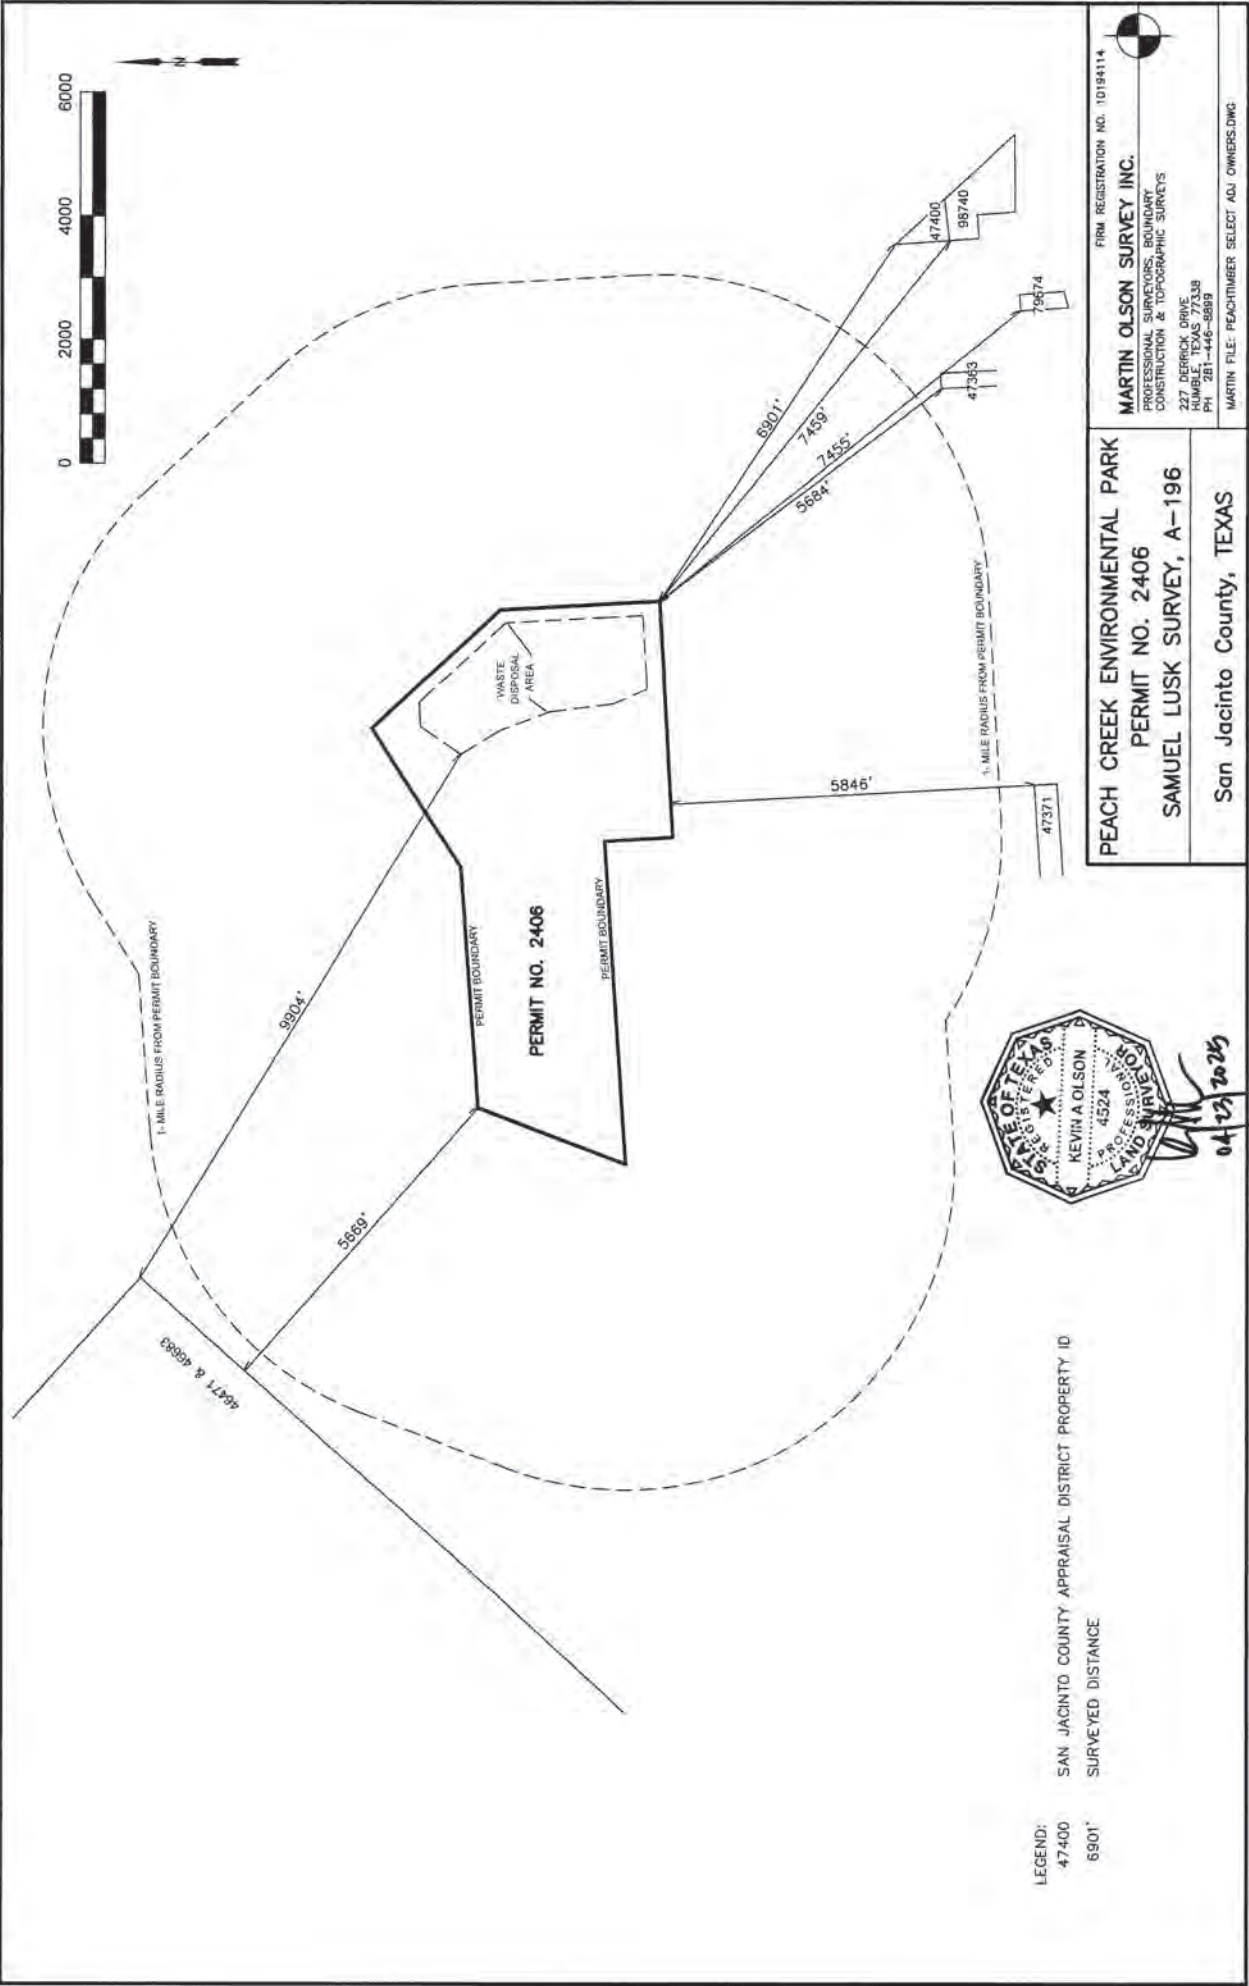 0 2000 4000 6000
N
1- MILE RADIUS FROM PERMIT BOUNDARY
9904'
5669'
46471 & 46683
PERMIT BOUNDARY
PERMIT NO. 2406
PERMIT BOUNDARY
WASTE
DISPOSAL
AREA
6901'
7459'
7455'
5684'
5846'
47400
98740
79674
47363
47371
1- MILE RADIUS FROM PERMIT BOUNDARY
LEGEND:
47400 SAN JACINTO COUNTY APPRAISAL DISTRICT PROPERTY ID
6901' SURVEYED DISTANCE
STATE OF TEXAS
REGISTERED
KEVIN A OLSON
4524
PROFESSIONAL
LAND SURVEYOR
04-23-2025
PEACH CREEK ENVIRONMENTAL PARK
PERMIT NO. 2406
SAMUEL LUSK SURVEY, A-196
San Jacinto County, TEXAS
FIRM REGISTRATION NO. 10194114
MARTIN OLSON SURVEY INC.
PROFESSIONAL SURVEYORS, BOUNDARY
CONSTRUCTION & TOPOGRAPHIC SURVEYS
227 DERRICK DRIVE
HUMBLE, TEXAS 77338
PH 281-446-8899
MARTIN FILE: PEACHTIMBER SELECT ADJ OWNERS.DWG